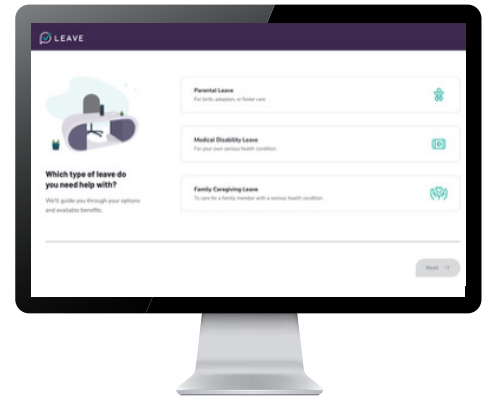 LEAVE
Which type of leave do
you need help with?
We'll guide you through your options
and available benefits.
Parental Leave
For birth, adoption, or foster care
Medical Disability Leave
For your own serious health condition
Family Caregiving Leave
To care for a family member with a serious health condition
Next